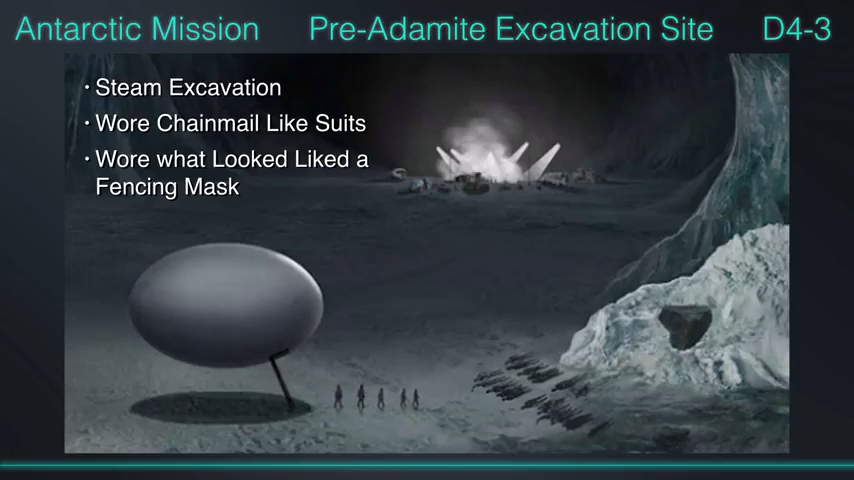 Antarctic Mission Pre-Adamite Excavation Site D4-3
· Steam Excavation
· Wore Chainmail Like Suits
· Wore what Looked Liked a
Fencing Mask